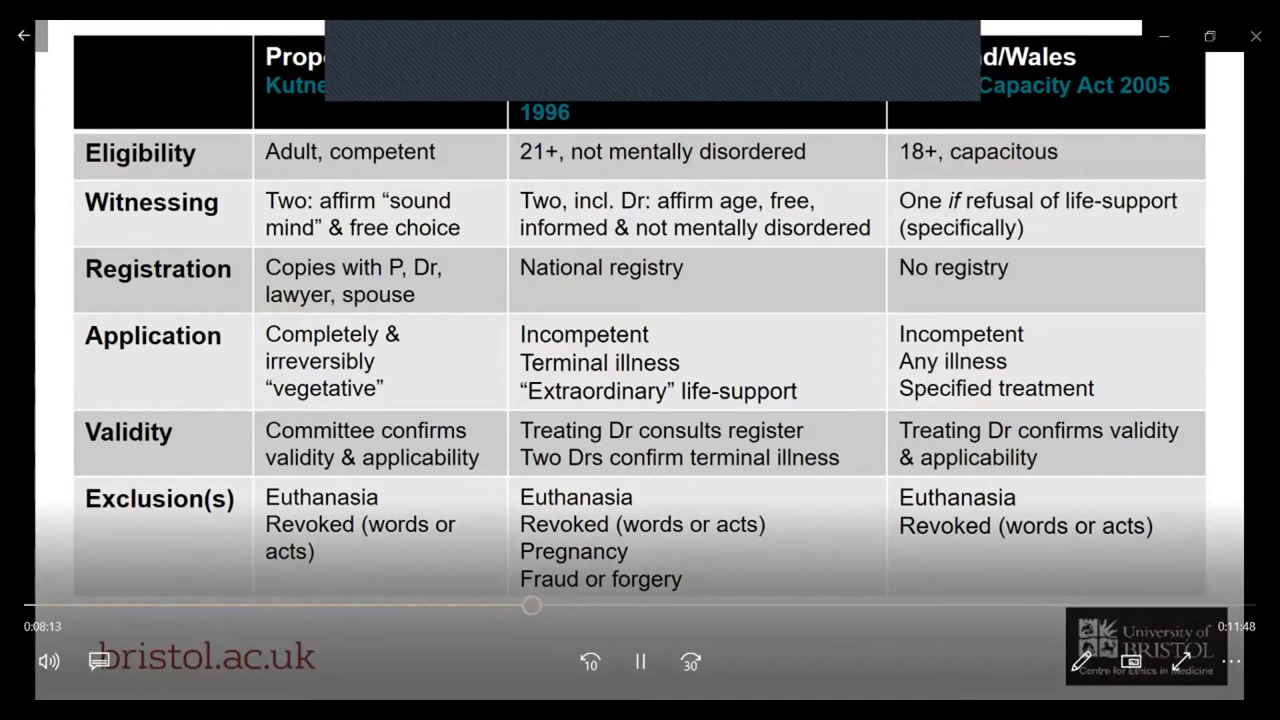 Prope
Kutne
1996
d/Wales
Capacity Act 2005
Eligibility
Adult, competent
21+, not mentally disordered
18+, capacitous
Witnessing
Two: affirm “sound
mind” & free choice
Two, incl. Dr: affirm age, free,
informed & not mentally disordered
One if refusal of life-support
(specifically)
Registration
Copies with P, Dr,
lawyer, spouse
National registry
No registry
Application
Completely &
irreversibly
“vegetative”
Incompetent
Terminal illness
“Extraordinary” life-support
Incompetent
Any illness
Specified treatment
Validity
Committee confirms
validity & applicability
Treating Dr consults register
Two Drs confirm terminal illness
Treating Dr confirms validity
& applicability
Exclusion(s)
Euthanasia
Revoked (words or
acts)
Euthanasia
Revoked (words or acts)
Pregnancy
Fraud or forgery
Euthanasia
Revoked (words or acts)
0:08:13
0:11:48
bristol.ac.uk
10
30
University of
BRISTOL
Centre for Ethics in Medicine